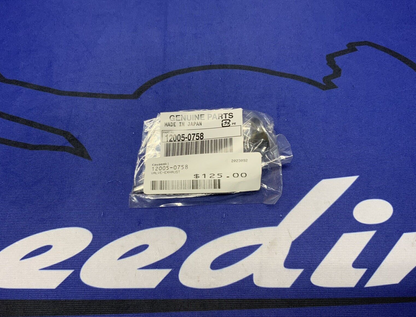 GENUINE PARTS
MADE IN JAPAN
12005-0758
12005-0758
$125.00
eedin